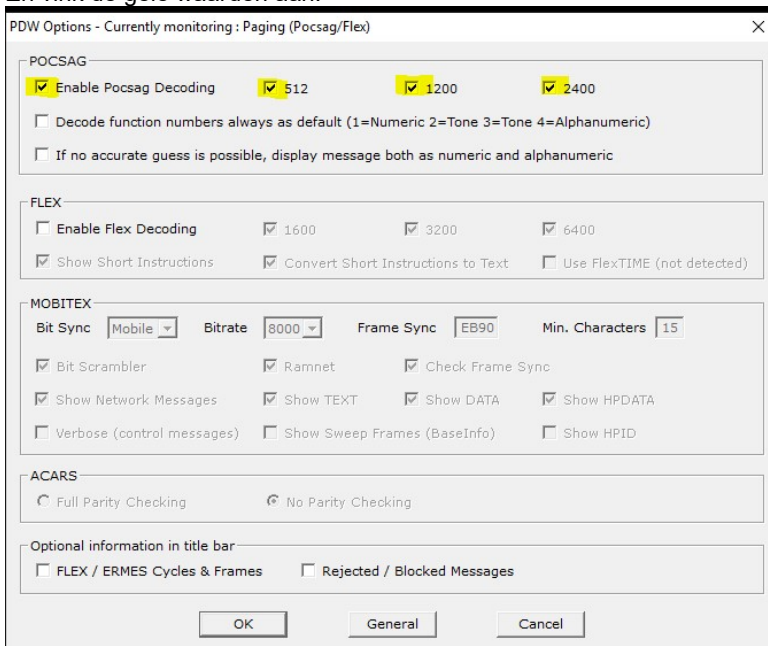 PDW Options - Currently monitoring : Paging (Pocsag/Flex)
POCSAG
Enable Pocsag Decoding 512 1200 2400
Decode function numbers always as default (1=Numeric 2=Tone 3=Tone 4=Alphanumeric)
If no accurate guess is possible, display message both as numeric and alphanumeric
FLEX
Enable Flex Decoding 1600 3200 6400
Show Short Instructions Convert Short Instructions to Text Use FlexTIME (not detected)
MOBITEX
Bit Sync Mobile Bitrate 8000 Frame Sync EB90 Min. Characters 15
Bit Scrambler Ramnet Check Frame Sync
Show Network Messages Show TEXT Show DATA Show HPDATA
Verbose (control messages) Show Sweep Frames (BaseInfo) Show HPID
ACARS
Full Parity Checking No Parity Checking
Optional information in title bar
FLEX / ERMES Cycles & Frames Rejected / Blocked Messages
OK General Cancel